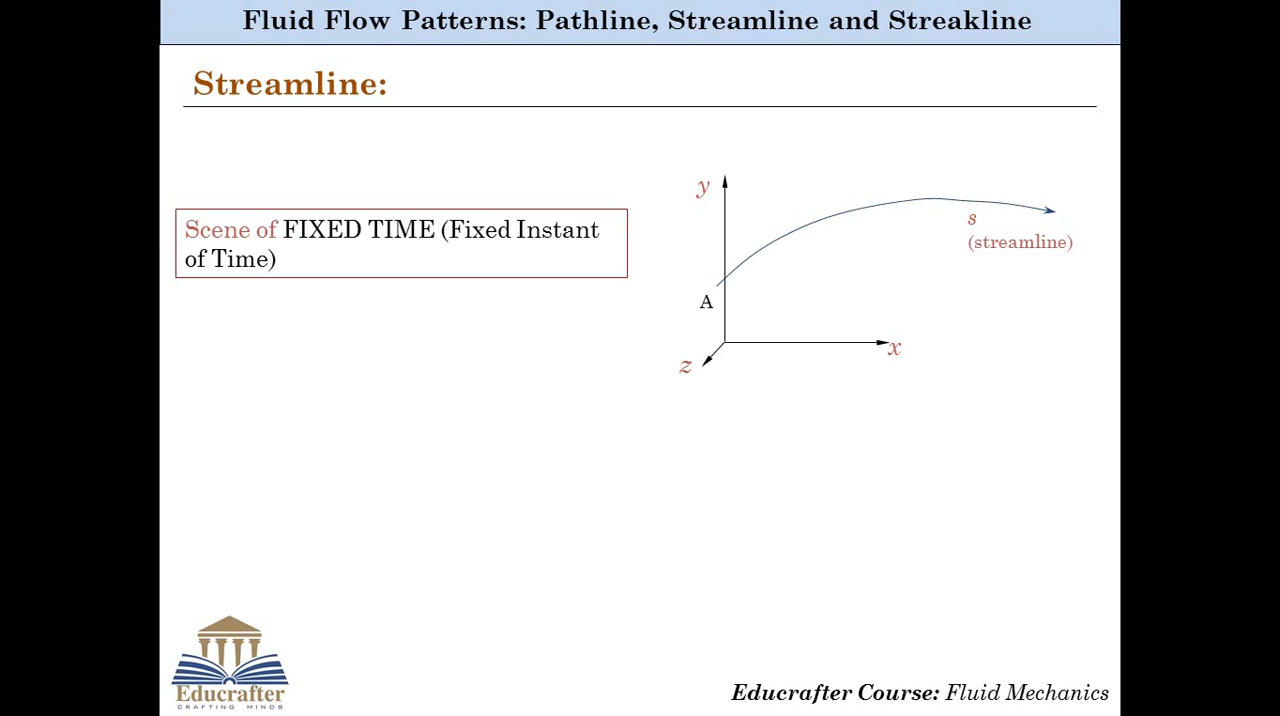 Fluid Flow Patterns: Pathline, Streamline and Streakline
Streamline:
Scene of FIXED TIME (Fixed Instant
of Time)
y
s
(streamline)
A
x
z
Educrafter
CRAFTING MINDS
Educrafter Course: Fluid Mechanics